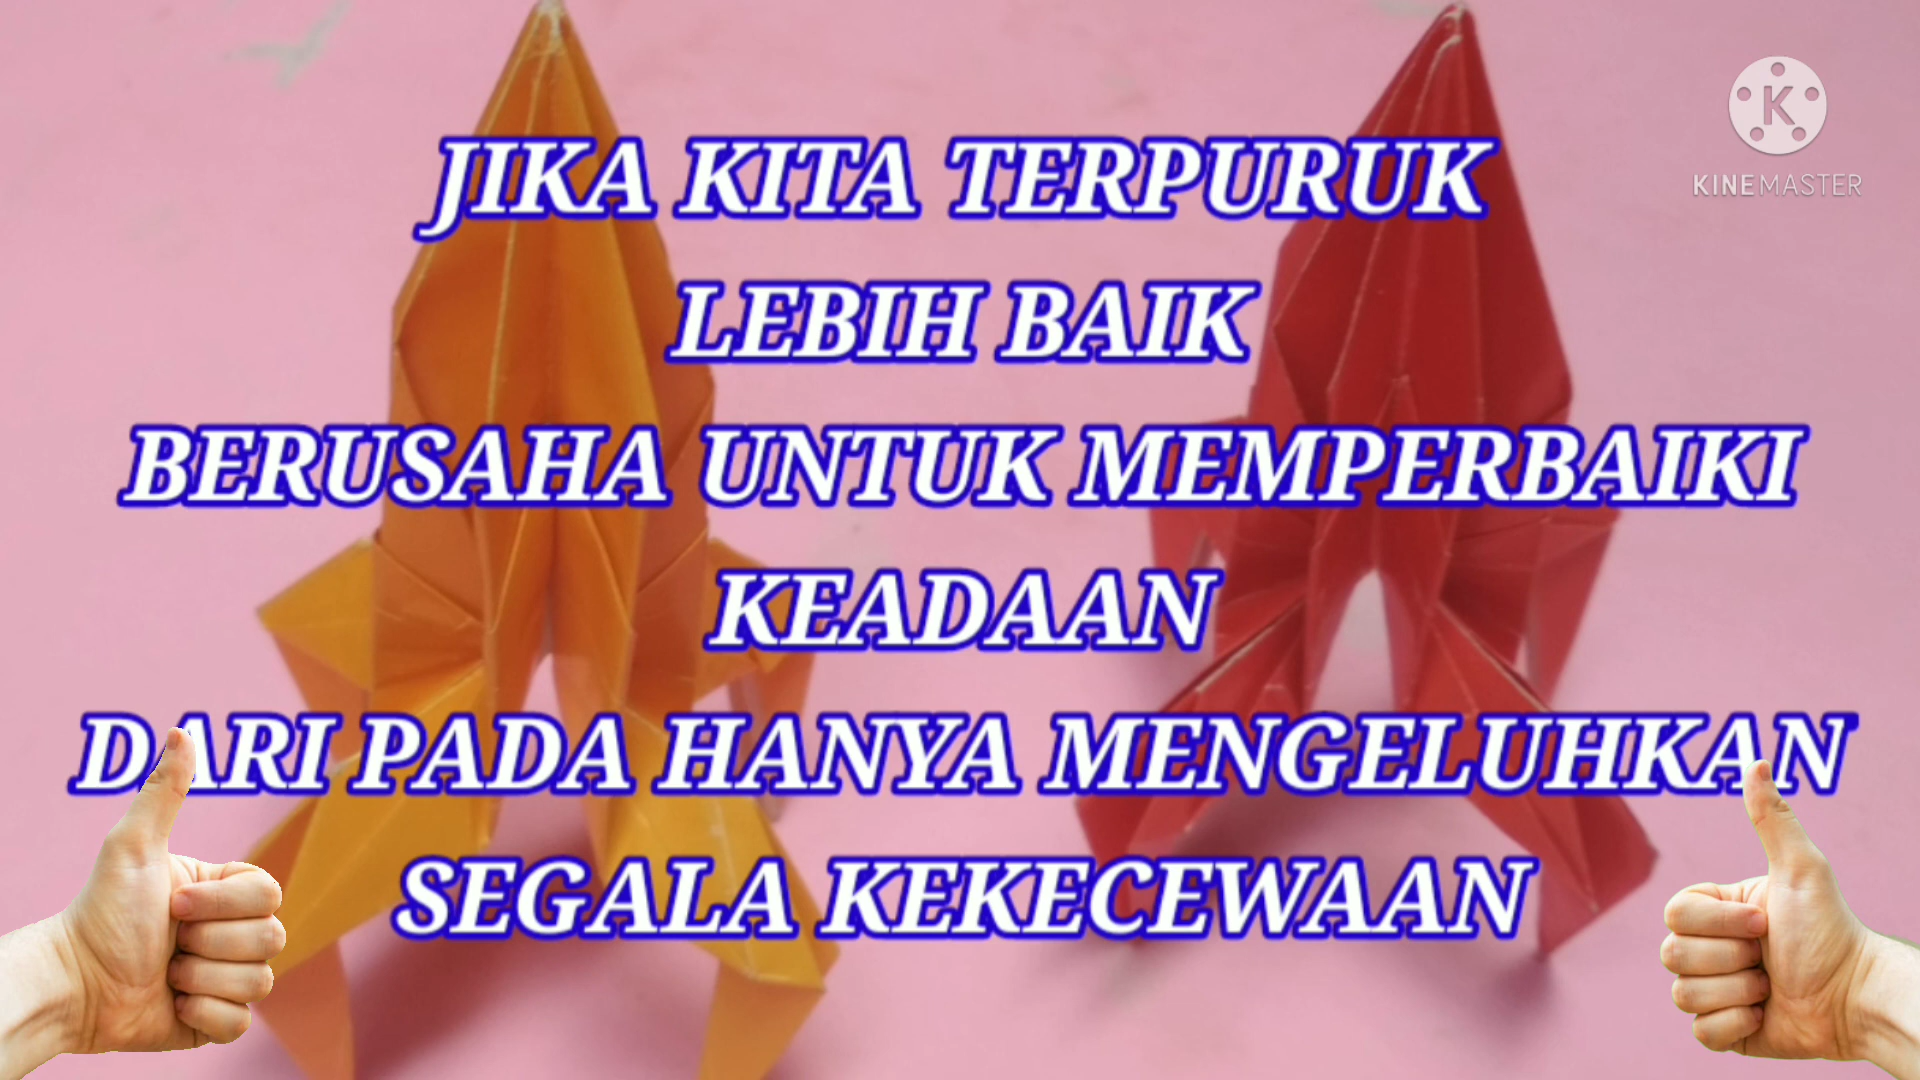 JIKA KITA TERPURUK
LEBIH BAIK
BERUSAHA UNTUK MEMPERBAIKI
KEADAAN
DARI PADA HANYA MENGELUHKAN
SEGALA KEKECEWAAN
K
KINEMASTER